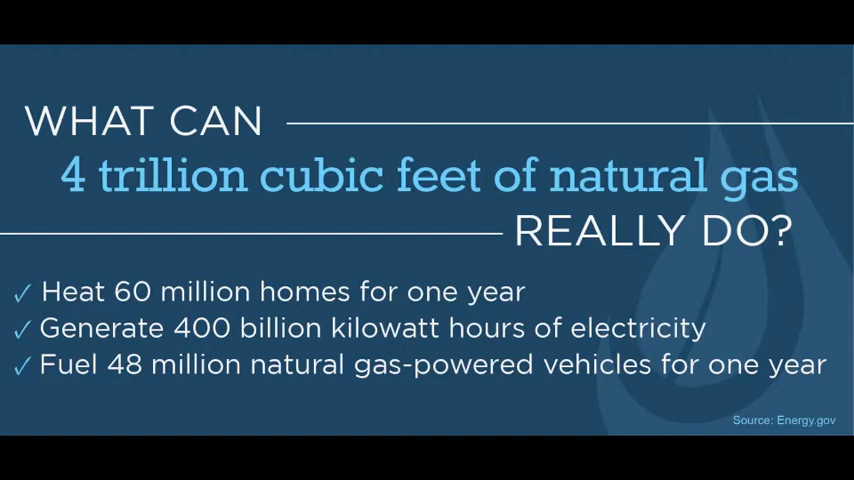 WHAT CAN
4 trillion cubic feet of natural gas
REALLY DO?
✓ Heat 60 million homes for one year
✓ Generate 400 billion kilowatt hours of electricity
✓ Fuel 48 million natural gas-powered vehicles for one year
Source: Energy.gov